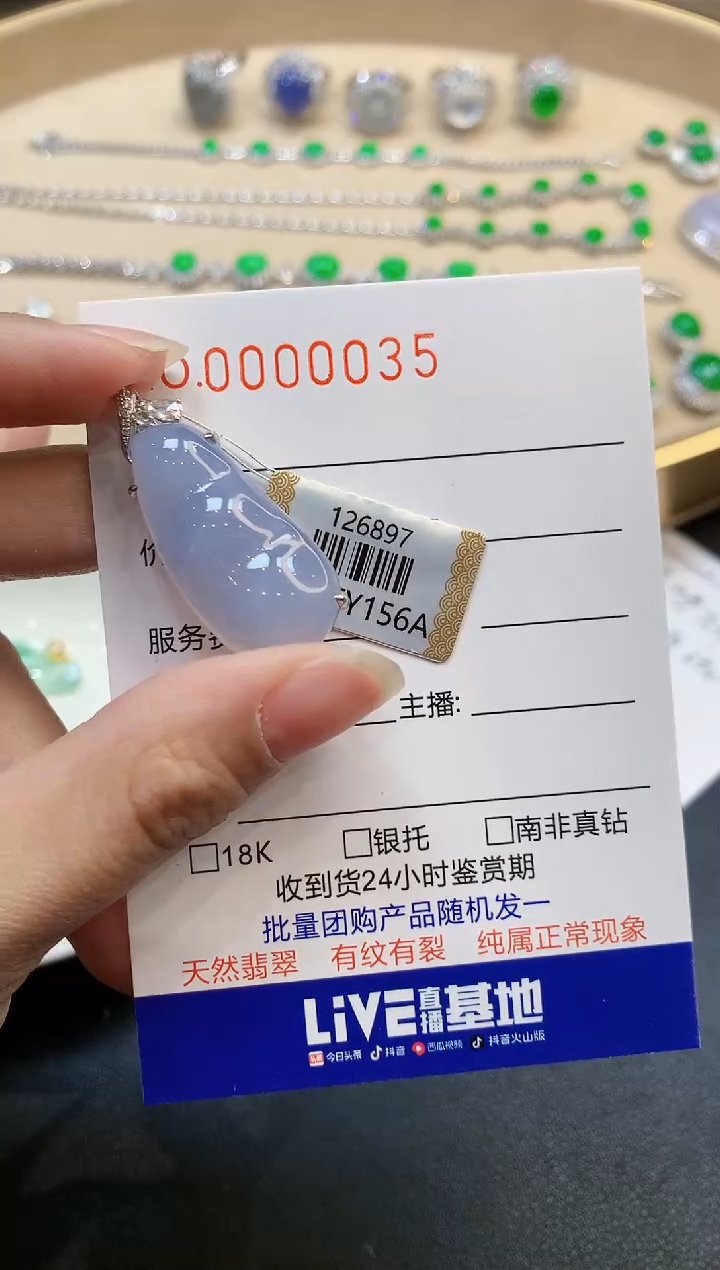 .0000035
126897
Y156A
服务
主播:
□18K □银托 □南非真钻
收到货24小时鉴赏期
批量团购产品随机发一
天然翡翠 有纹有裂 纯属正常现象
LiVE直播基地
今日头条 抖音 西瓜视频 抖音火山版